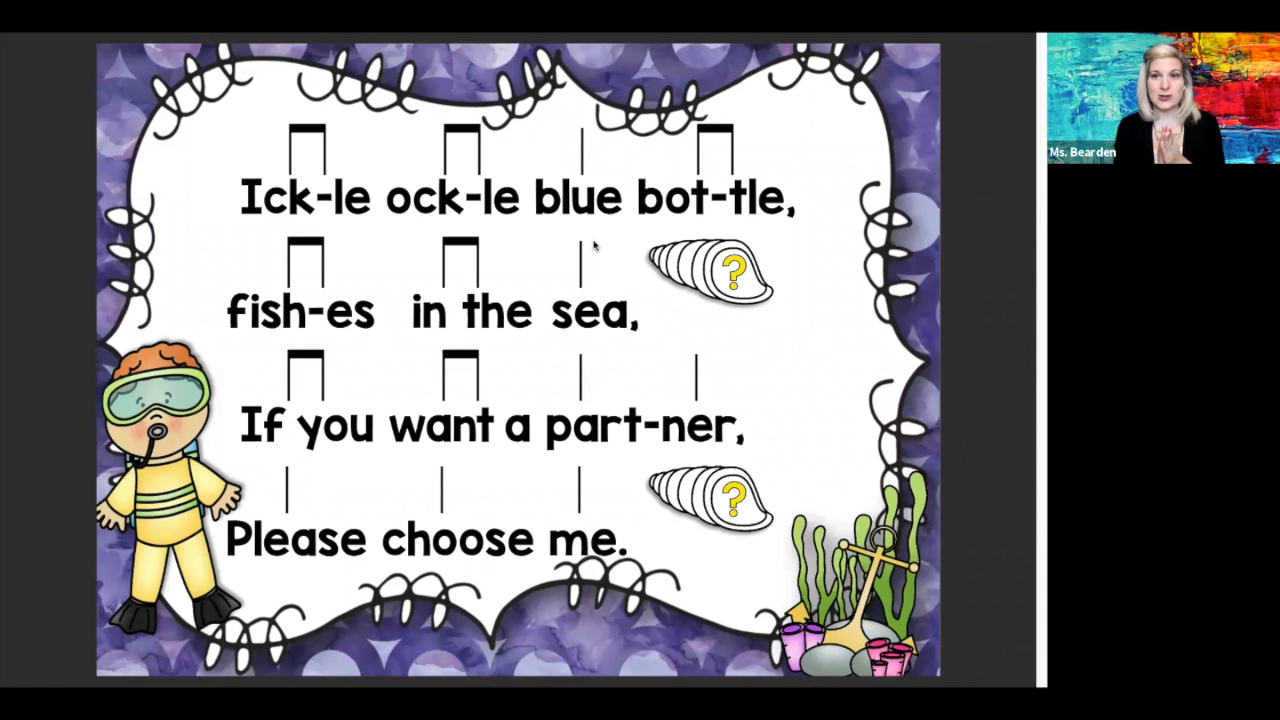 Ick-le ock-le blue bot-tle,
fish-es in the sea,
?
If you want a part-ner,
Please choose me.
?
Ms. Bearden